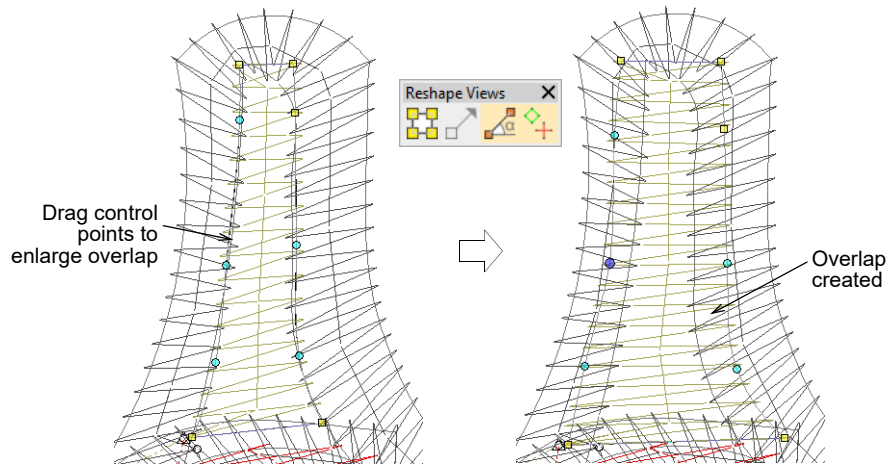 Reshape Views
α
Drag control
points to
enlarge overlap
Overlap
created